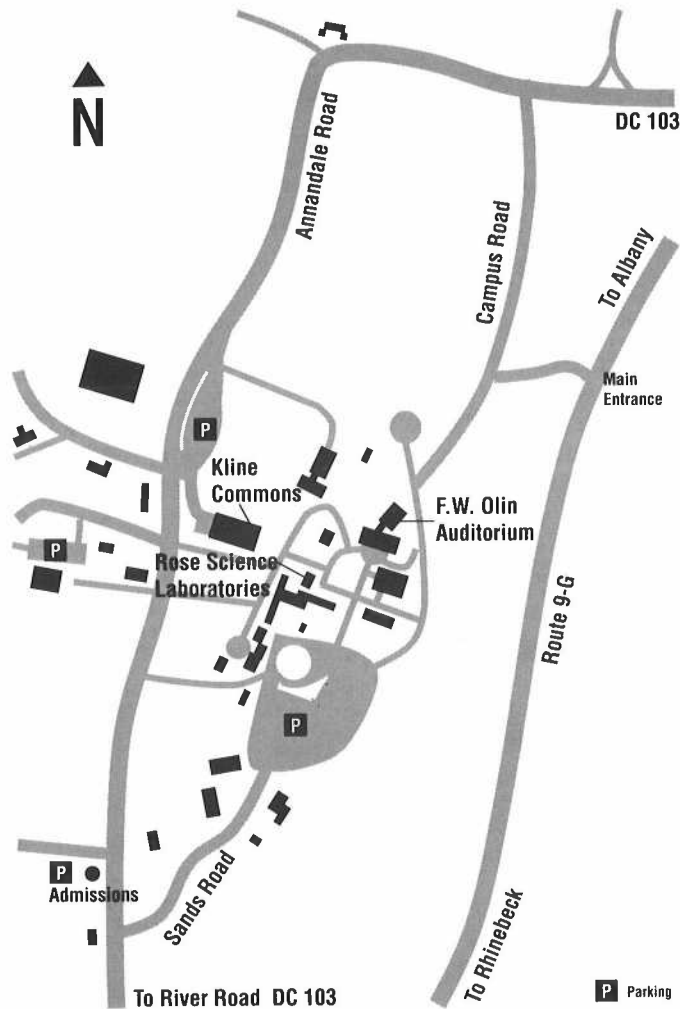 N
DC 103
Annandale Road
Campus Road
To Albany
Main
Entrance
P
Kline
Commons
F.W. Olin
Auditorium
P
Rose Science
Laboratories
Route 9-G
P
P
Admissions
Sands Road
To Rhinebeck
To River Road DC 103
P Parking